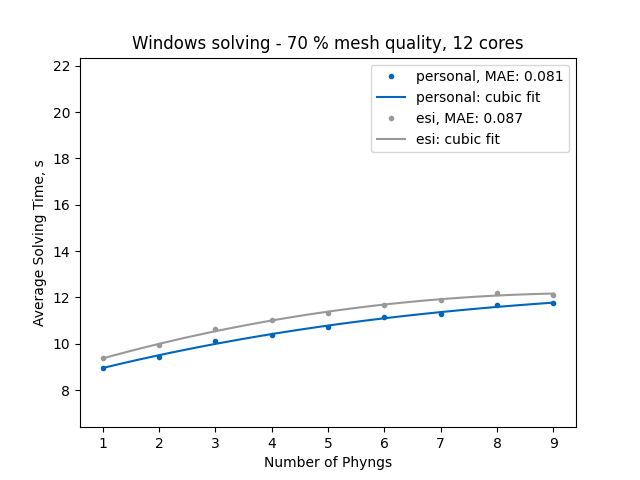 Windows solving - 70 % mesh quality, 12 cores
personal, MAE: 0.081
personal: cubic fit
esi, MAE: 0.087
esi: cubic fit
Average Solving Time, s
22
20
18
16
14
12
10
8
1 2 3 4 5 6 7 8 9
Number of Phyngs